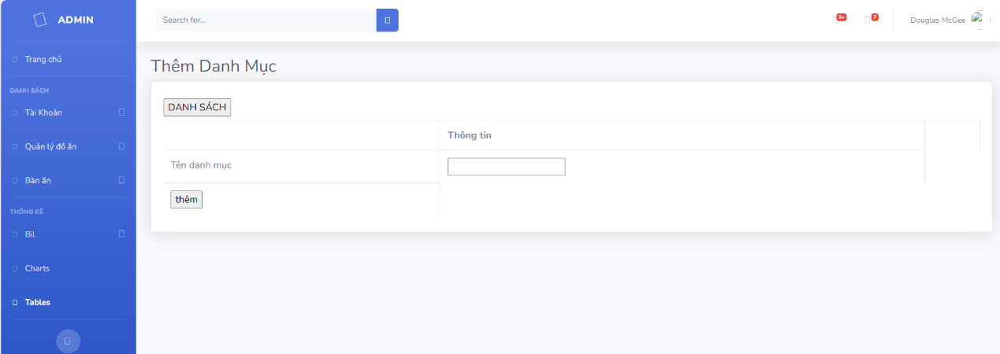 ADMIN
Search for...
3+
7
Douglas McGee
Trang chủ
DANH SÁCH
Tài Khoản
Quản lý đồ ăn
Bàn ăn
THỐNG KÊ
Bil
Charts
Tables
Thêm Danh Mục
DANH SÁCH
Thông tin
Tên danh mục
thêm